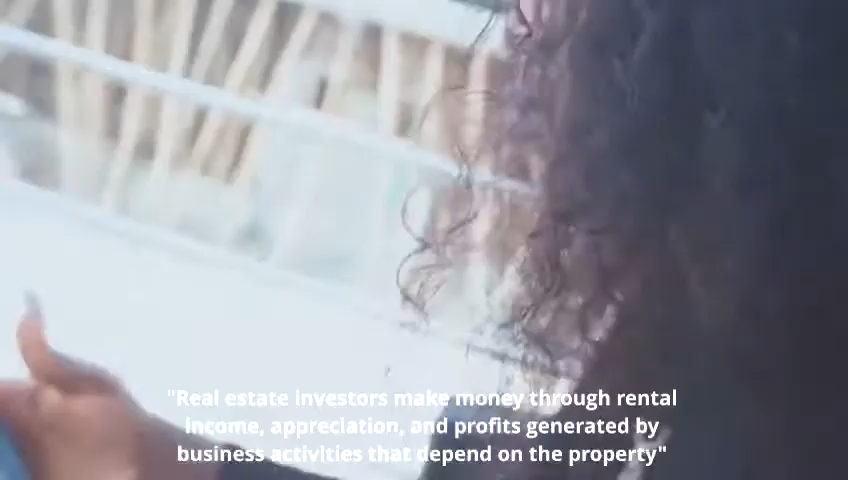 "Real estate investors make money through rental
income, appreciation, and profits generated by
business activities that depend on the property"